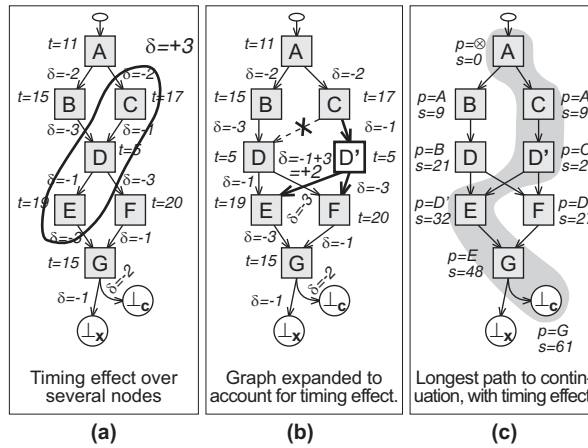 δ=+3
t=11
A
δ=-2
δ=-2
t=15
B
C
t=17
δ=-3
δ=-1
D
t=5
δ=-1
δ=-3
t=19
E
F
t=20
δ=-3
δ=-1
t=15
G
δ=-1
δ=-2
⊥c
⊥x
Timing effect over
several nodes
(a)
t=11
A
δ=-2
δ=-2
t=15
B
C
t=17
δ=-3
δ=-1
t=5
D
δ=-1+3
=+2
D'
t=5
δ=-1
δ=-3
δ=-3
t=19
E
F
t=20
δ=-3
δ=-1
t=15
G
δ=-1
δ=-2
⊥c
⊥x
Graph expanded to
account for timing effect.
(b)
p=⊗
s=0
A
p=A
s=9
B
C
p=A
s=9
p=B
s=21
D
D'
p=D'
s=32
E
F
p=E
s=48
G
⊥c
⊥x
p=G
s=61
Longest path to contin-
uation, with timing effect
(c)